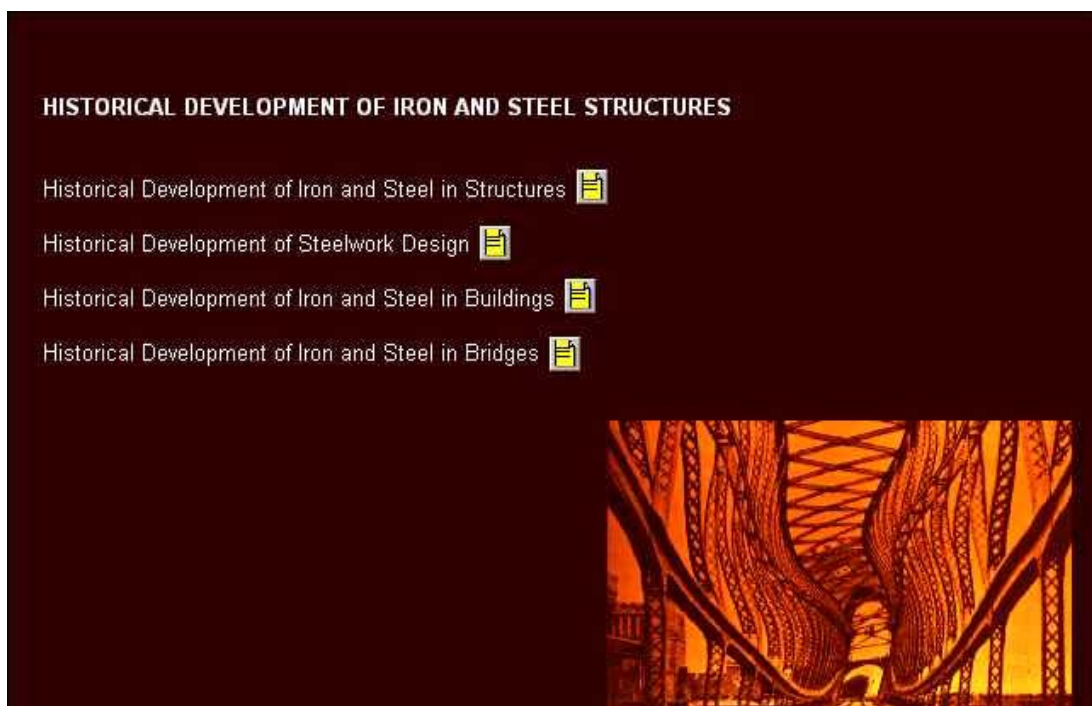 HISTORICAL DEVELOPMENT OF IRON AND STEEL STRUCTURES
Historical Development of Iron and Steel in Structures
Historical Development of Steelwork Design
Historical Development of Iron and Steel in Buildings
Historical Development of Iron and Steel in Bridges